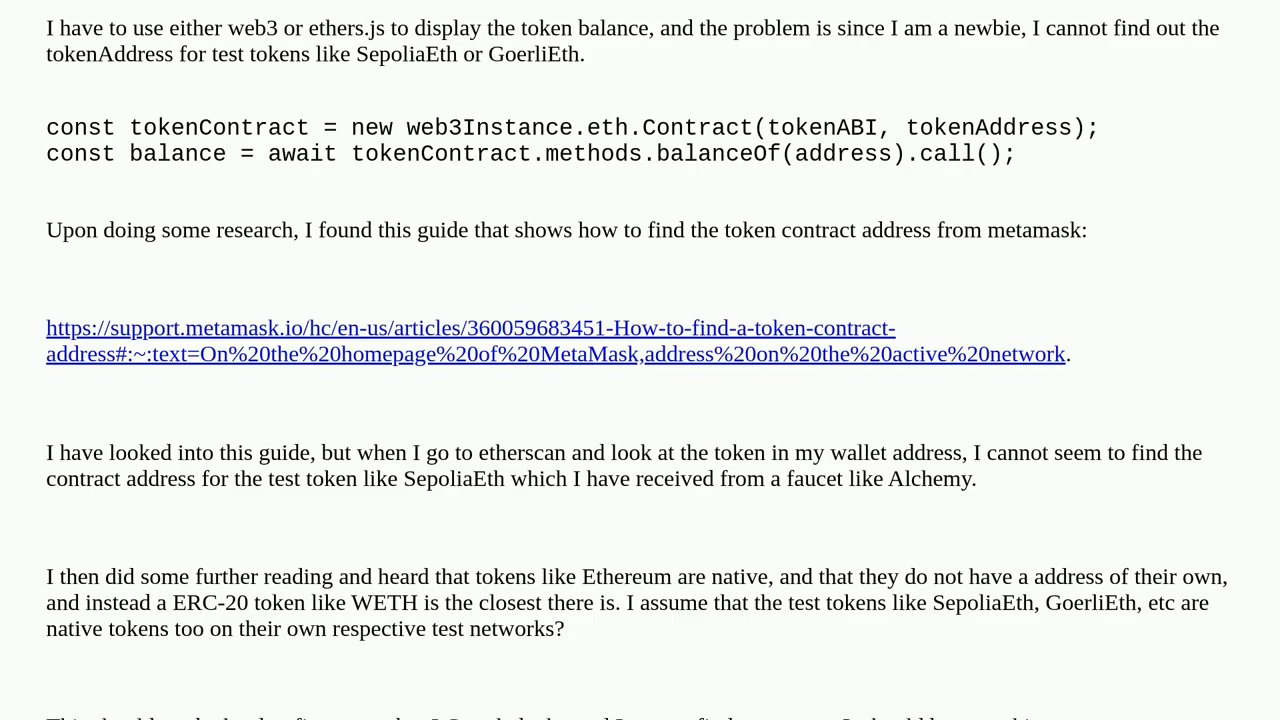 I have to use either web3 or ethers.js to display the token balance, and the problem is since I am a newbie, I cannot find out the
tokenAddress for test tokens like SepoliaEth or GoerliEth.
const tokenContract = new web3Instance.eth.Contract(tokenABI, tokenAddress);
const balance = await tokenContract.methods.balanceOf(address).call();
Upon doing some research, I found this guide that shows how to find the token contract address from metamask:
https://support.metamask.io/hc/en-us/articles/360059683451-How-to-find-a-token-contract-
address#:~:text=On%20the%20homepage%20of%20MetaMask,address%20on%20the%20active%20network.
I have looked into this guide, but when I go to etherscan and look at the token in my wallet address, I cannot seem to find the
contract address for the test token like SepoliaEth which I have received from a faucet like Alchemy.
I then did some further reading and heard that tokens like Ethereum are native, and that they do not have a address of their own,
and instead a ERC-20 token like WETH is the closest there is. I assume that the test tokens like SepoliaEth, GoerliEth, etc are
native tokens too on their own respective test networks?